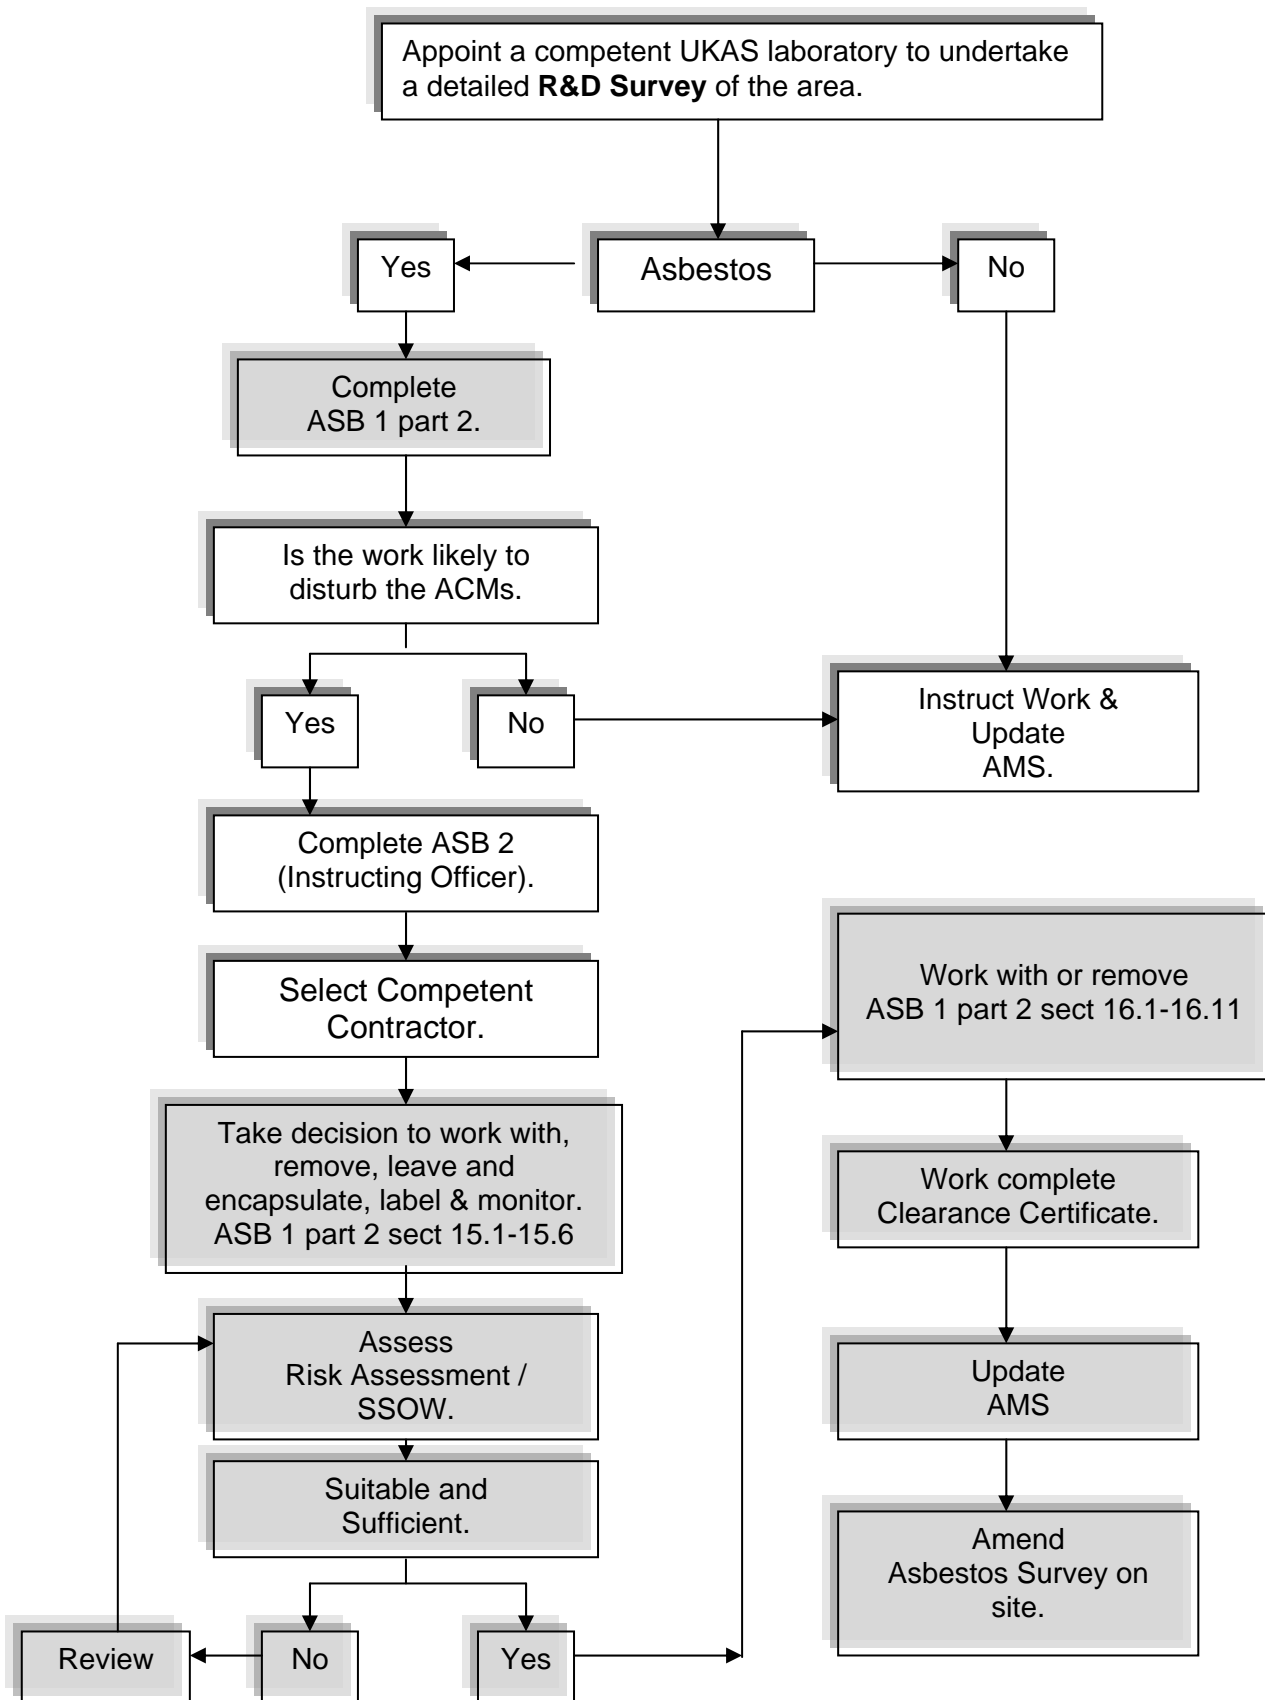 Appoint a competent UKAS laboratory to undertake
a detailed R&D Survey of the area.
Yes
Asbestos
No
Complete
ASB 1 part 2.
Is the work likely to
disturb the ACMs.
Yes
No
Instruct Work &
Update
AMS.
Complete ASB 2
(Instructing Officer).
Select Competent
Contractor.
Take decision to work with,
remove, leave and
encapsulate, label & monitor.
ASB 1 part 2 sect 15.1-15.6
Assess
Risk Assessment /
SSOW.
Suitable and
Sufficient.
Review
No
Yes
Work with or remove
ASB 1 part 2 sect 16.1-16.11
Work complete
Clearance Certificate.
Update
AMS
Amend
Asbestos Survey on
site.